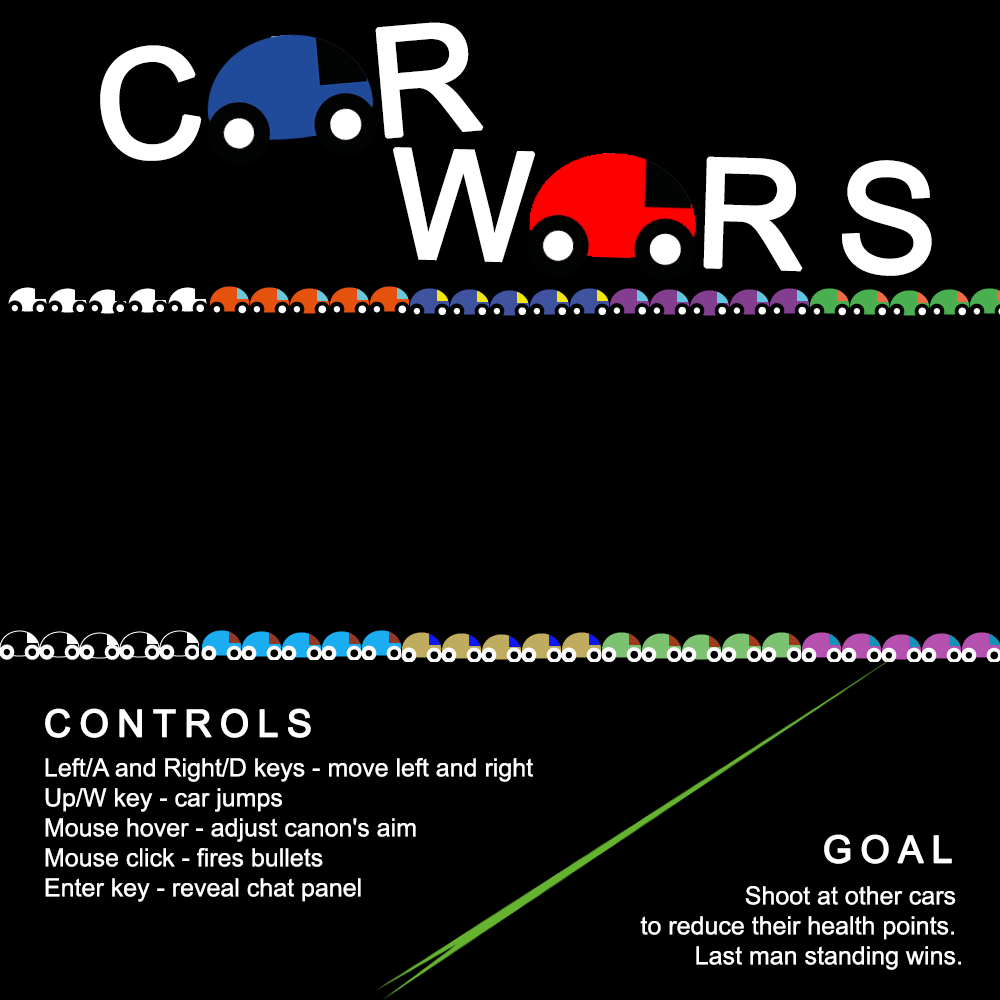 C R
W RS
CONTROLS
Left/A and Right/D keys - move left and right
Up/W key - car jumps
Mouse hover - adjust canon's aim
Mouse click - fires bullets
Enter key - reveal chat panel
GOAL
Shoot at other cars
to reduce their health points.
Last man standing wins.